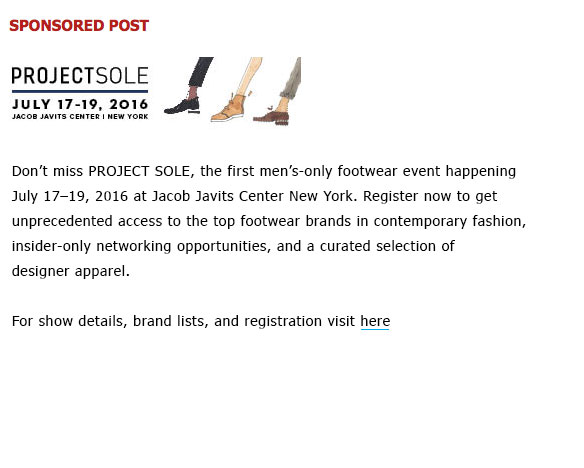 SPONSORED POST
PROJECTSOLE
JULY 17-19, 2016
JACOB JAVITS CENTER | NEW YORK
Don't miss PROJECT SOLE, the first men's-only footwear event happening
July 17–19, 2016 at Jacob Javits Center New York. Register now to get
unprecedented access to the top footwear brands in contemporary fashion,
insider-only networking opportunities, and a curated selection of
designer apparel.
For show details, brand lists, and registration visit here